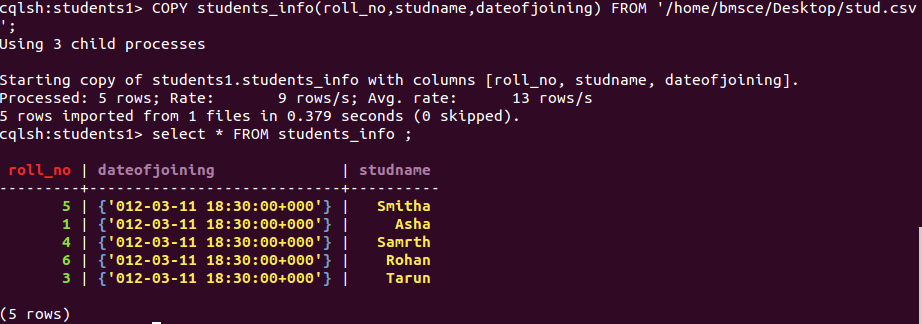 cqlsh:students1> COPY students_info(roll_no,studname,dateofjoining) FROM '/home/bmsce/Desktop/stud.csv
';
Using 3 child processes
Starting copy of students1.students_info with columns [roll_no, studname, dateofjoining].
Processed: 5 rows; Rate:       9 rows/s; Avg. rate:      13 rows/s
5 rows imported from 1 files in 0.379 seconds (0 skipped).
cqlsh:students1> select * FROM students_info ;
 roll_no | dateofjoining              | studname
---------+----------------------------+----------
       5 | {'012-03-11 18:30:00+000'} |   Smitha
       1 | {'012-03-11 18:30:00+000'} |     Asha
       4 | {'012-03-11 18:30:00+000'} |   Samrth
       6 | {'012-03-11 18:30:00+000'} |    Rohan
       3 | {'012-03-11 18:30:00+000'} |    Tarun
(5 rows)